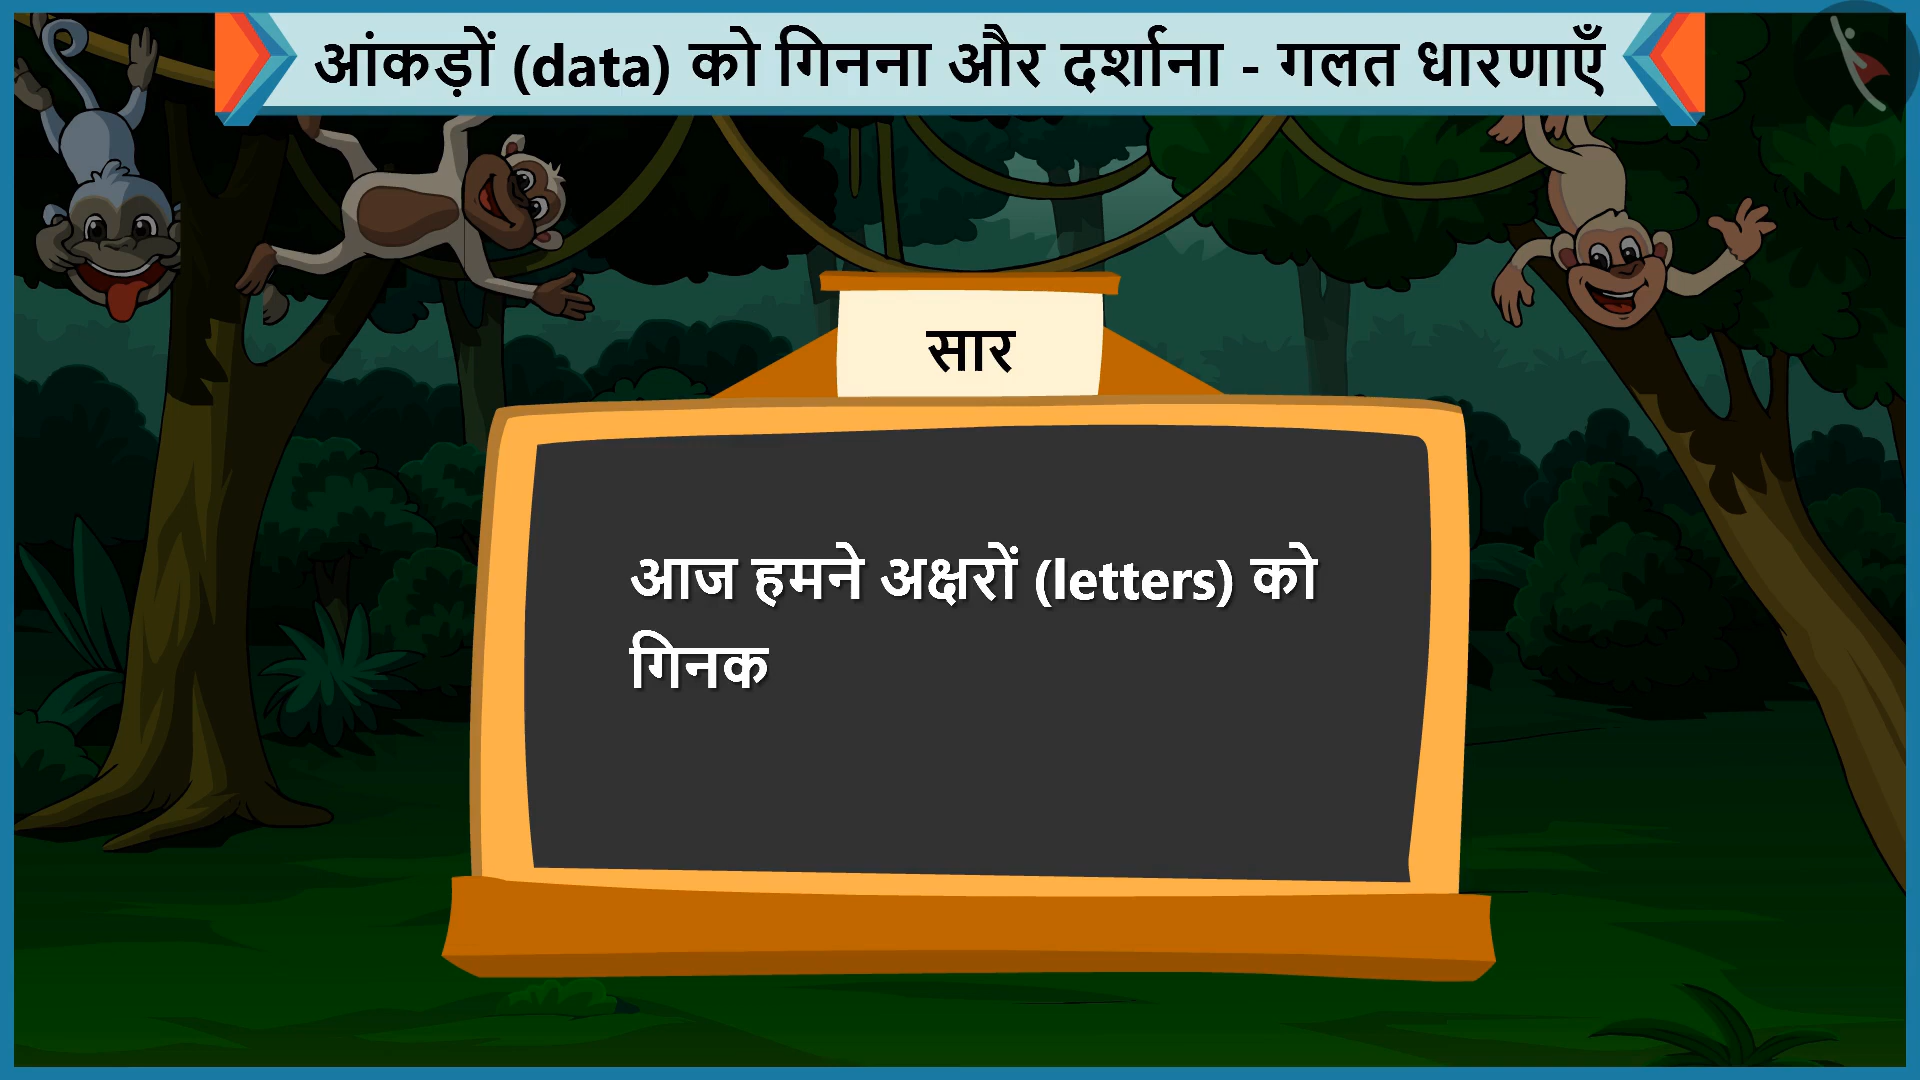 आंकड़ों (data) को गिनना और दर्शाना - गलत धारणाएँ
सार
आज हमने अक्षरों (letters) को
गिनक